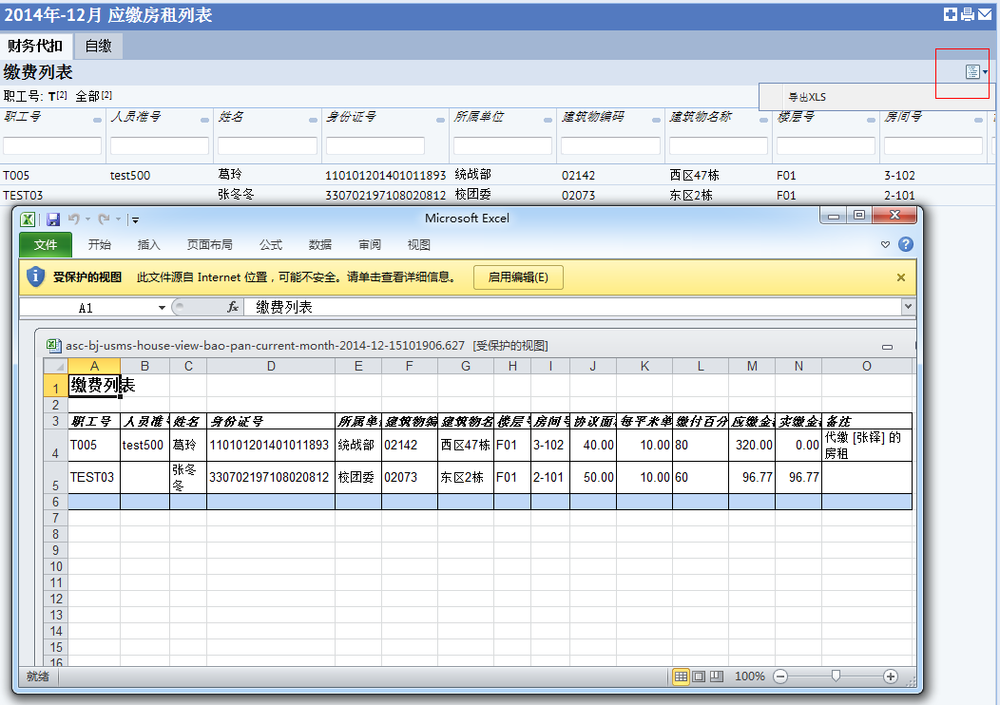 2014年-12月 应缴房租列表
财务代扣 自缴
缴费列表
职工号: T[2] 全部[2]
导出XLS
职工号 人员准号 姓名 身份证号 所属单位 建筑物编码 建筑物名称 楼层号 房间号
T005 test500 葛玲 110101201401011893 统战部 02142 西区47栋 F01 3-102
TEST03 张冬冬 330702197108020812 校团委 02073 东区2栋 F01 2-101
Microsoft Excel
文件 开始 插入 页面布局 公式 数据 审阅 视图
受保护的视图 此文件源自 Internet 位置，可能不安全。请单击查看详细信息。 启用编辑(E)
A1 fx 缴费列表
asc-bj-usms-house-view-bao-pan-current-month-2014-12-15101906.627 [受保护的视图]
A B C D E F G H I J K L M N O
1 缴费列表
2
3 职工号 人员准 姓名 身份证号 所属单 建筑物编 建筑物名 楼层号 房间号 协议面 每平米单 缴付百分 应缴金 实缴金 备注
4 T005 test500 葛玲 110101201401011893 统战部 02142 西区47栋 F01 3-102 40.00 10.00 80 320.00 0.00 代缴 [张铎] 的
房租
5 TEST03 张冬
冬 330702197108020812 校团委 02073 东区2栋 F01 2-101 50.00 10.00 60 96.77 96.77
6
7
8
9
10
11
12
13
14
15
16
就绪 100%